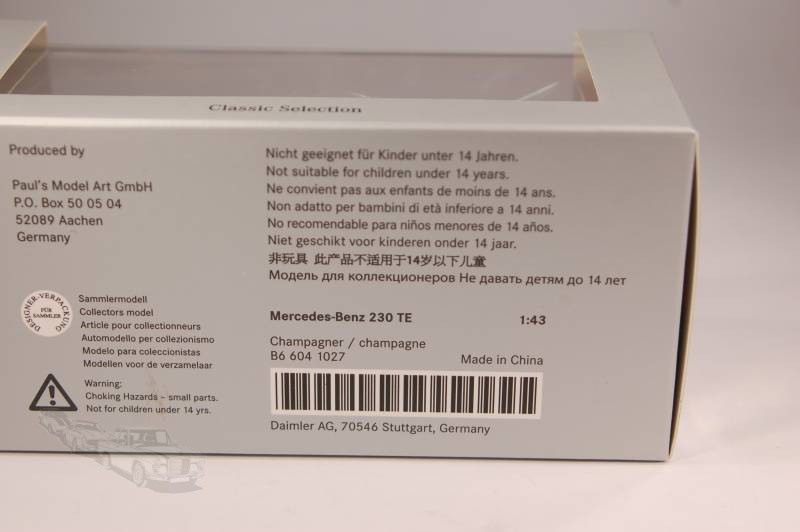 Classic Selection
Produced by
Paul's Model Art GmbH
P.O. Box 50 05 04
52089 Aachen
Germany
Nicht geeignet für Kinder unter 14 Jahren.
Not suitable for children under 14 years.
Ne convient pas aux enfants de moins de 14 ans.
Non adatto per bambini di età inferiore a 14 anni.
No recomendable para niños menores de 14 años.
Niet geschikt voor kinderen onder 14 jaar.
非玩具 此产品不适用于14岁以下儿童
Модель для коллекционеров Не давать детям до 14 лет
DESIGNER-VERPACKUNG
FÜR
SAMMLER
Sammlermodell
Collectors model
Article pour collectionneurs
Automodello per collezionismo
Modelo para coleccionistas
Modellen voor de verzamelaar
Warning:
Choking Hazards – small parts.
Not for children under 14 yrs.
Mercedes-Benz 230 TE 1:43
Champagner / champagne
B6 604 1027 Made in China
Daimler AG, 70546 Stuttgart, Germany